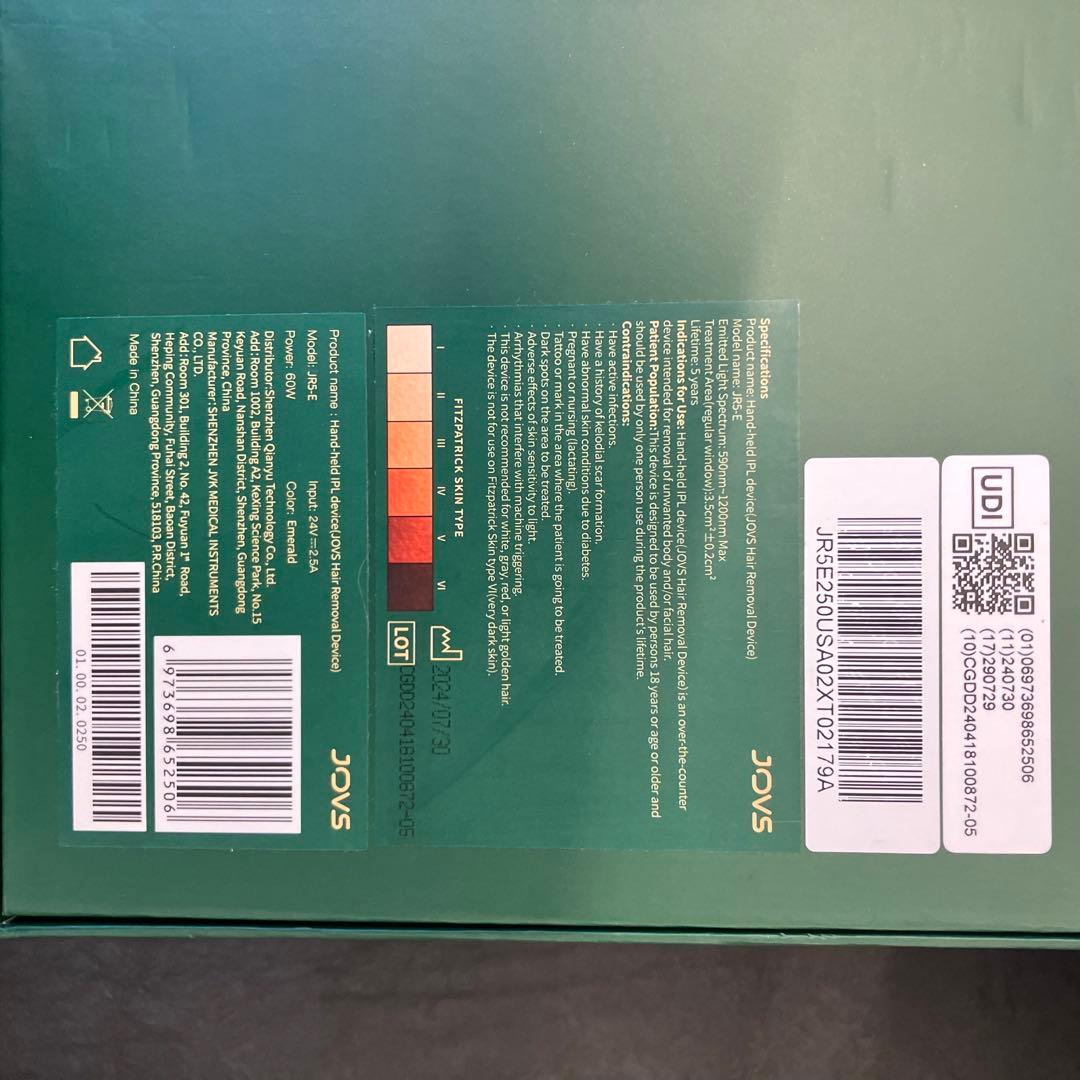 UDI
(01)06973698652506
(11)240730
(17)290729
(10)CGDD240418100872-05
JR5E250USA02XT02179A
Specifications
Product name: Hand-held IPL device(JOVS Hair Removal Device)
Model name: JR5-E
Emitted Light Spectrum: 590nm~1200nm Max
Treatment Area(regular window)3.5cm²±0.2cm²
Lifetime: 5 years
Indications for Use: Hand-held IPL device(JOVS Hair Removal Device) is an over-the-counter
device intended for removal of unwanted body and/or facial hair.
Patient Population: This device is designed to be used by persons 18 years or age or older and
should be used by only one person use during the product's lifetime.
Contraindications:
· Have active infections.
· Have a history of kelodal scar formation.
· Have abnormal skin conditions due to diabetes.
· Pregnant or nursing (lactating).
· Tattoo or mark in the area where the patient is going to be treated.
· Dark spots on the area to be treated.
· Adverse effects of skin sensitivity to light.
· Arrhythmias that interfere with machine triggering.
· This device is not recommended for white, gray, red, or light golden hair.
· The device is not for use on Fitzpatrick Skin type VI(very dark skin).
JOVS
FITZPATRICK SKIN TYPE
I II III IV V VI
2024/07/30
LOT CGDD240418100872-05
Product name : Hand-held IPL device(JOVS Hair Removal Device)
Model: JR5-E Input: 24V⎓2.5A
Power: 60W Color: Emerald
Distributor:Shenzhen Qianyu Technology Co., Ltd.
Add: Room 1002, Building A2, KeXing Science Park, No.15
Keyuan Road, Nanshan District, Shenzhen, Guangdong
Province, China
Manufacturer: SHENZHEN JVK MEDICAL INSTRUMENTS
CO., LTD.
Add: Room 301, Building 2, No. 42, Fuyuan 1st Road,
Heping Community, Fuhai Street, Baoan District,
Shenzhen, Guangdong Province, 518103, P.R.China
Made in China
JOVS
6 973698 652506
01. 00. 02. 0250